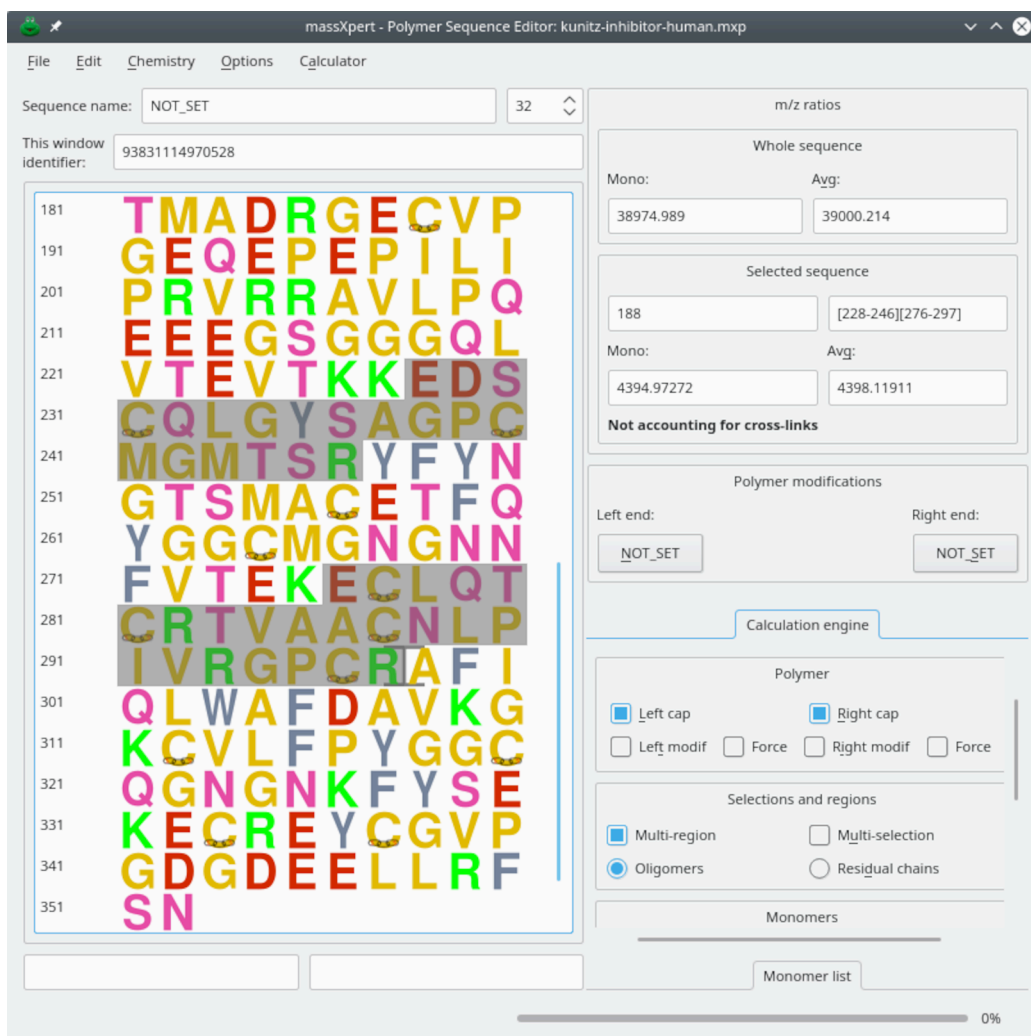 massXpert - Polymer Sequence Editor: kunitz-inhibitor-human.mxp
File Edit Chemistry Options Calculator
Sequence name: NOT_SET 32
This window identifier: 93831114970528
181 TMADRGECVP
191 GEQEPEPILI
201 PRVRRAVLPQ
211 EEEGSGGGQL
221 VTEVTKKEDS
231 CQLGYSAGPC
241 MGMTSRYFYN
251 GTSMACETFQ
261 YGGCMGNGNN
271 FVTEKECLQT
281 CRTVAACNLP
291 IVRGPCRAFI
301 QLWAFDAVKG
311 KCVLFPYGGC
321 QGNGNKFYSE
331 KECREYCGVP
341 GDGDEELLRF
351 SN
m/z ratios
Whole sequence
Mono: Avg:
38974.989 39000.214
Selected sequence
188 [228-246][276-297]
Mono: Avg:
4394.97272 4398.11911
Not accounting for cross-links
Polymer modifications
Left end: Right end:
NOT_SET NOT_SET
Calculation engine
Polymer
Left cap Right cap
Left modif Force Right modif Force
Selections and regions
Multi-region Multi-selection
Oligomers Residual chains
Monomers
Monomer list
0%